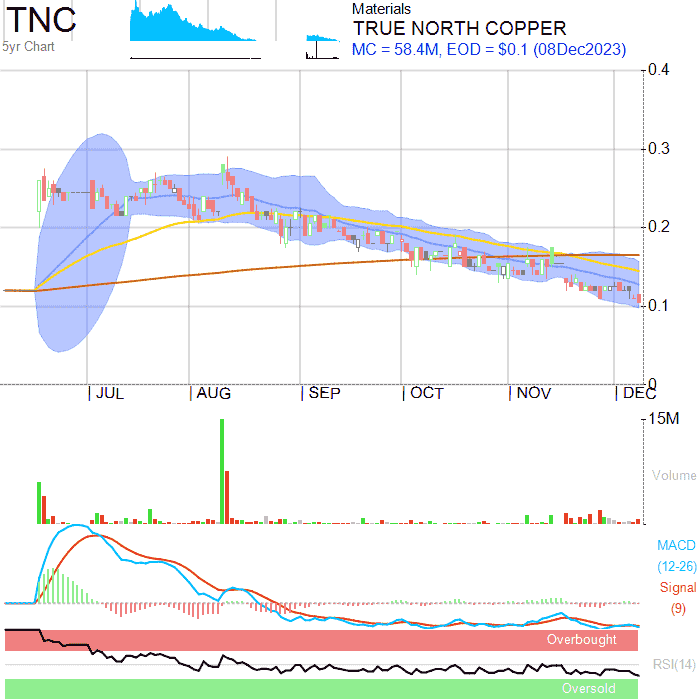 TNC
5yr Chart
Materials
TRUE NORTH COPPER
MC = 58.4M, EOD = $0.1 (08Dec2023)
0.4
0.3
0.2
0.1
0
JUL AUG SEP OCT NOV DEC
15M
Volume
MACD
(12-26)
Signal
(9)
Overbought
RSI(14)
Oversold